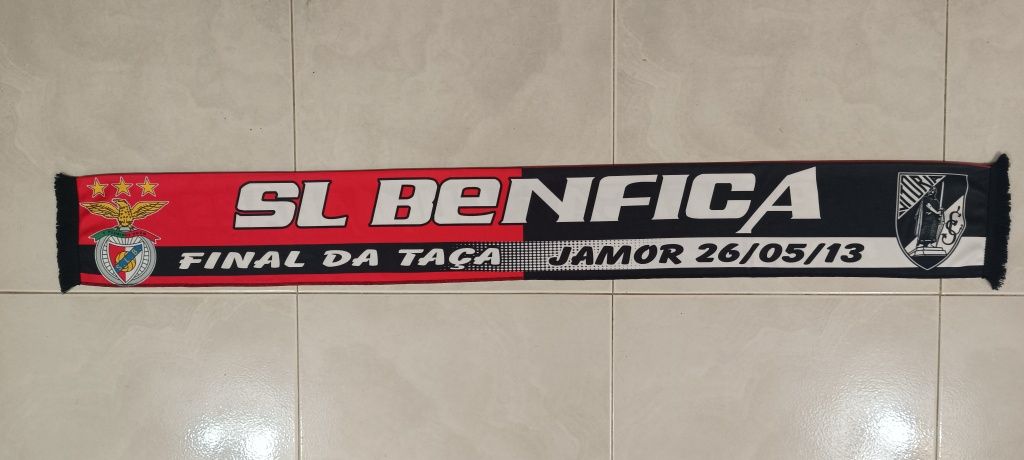 SL BENFICA
FINAL DA TAÇA JAMOR 26/05/13